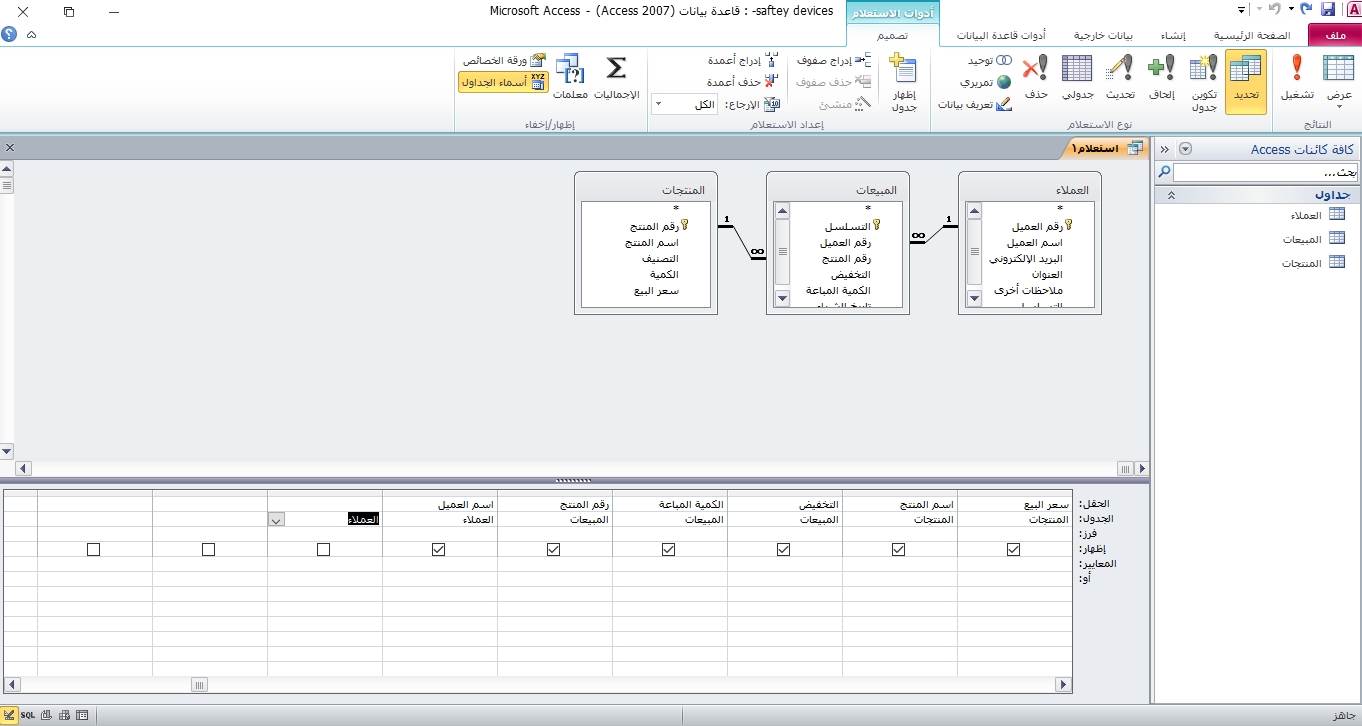 saftey devices- : قاعدة بيانات (Access 2007) - Microsoft Access
أدوات الاستعلام
ملف
الصفحة الرئيسية
إنشاء
بيانات خارجية
أدوات قاعدة البيانات
تصميم
عرض
تشغيل
النتائج
تحديد
تكوين جدول
إلحاق
تحديث
جدولي
حذف
توحيد
تمريري
تعريف بيانات
نوع الاستعلام
إظهار جدول
إدراج صفوف
حذف صفوف
منشئ
إدراج أعمدة
حذف أعمدة
الإرجاع: الكل
إعداد الاستعلام
الإجماليات
معلمات
ورقة الخصائص
أسماء الجداول
إظهار/إخفاء
كافة كائنات Access
بحث...
جداول
العملاء
المبيعات
المنتجات
استعلام١
العملاء
*
رقم العميل
اسم العميل
البريد الإلكتروني
العنوان
ملاحظات أخرى
المبيعات
*
التسلسل
رقم العميل
رقم المنتج
التخفيض
الكمية المباعة
المنتجات
*
رقم المنتج
اسم المنتج
التصنيف
الكمية
سعر البيع
1
∞
1
∞
الحقل: سعر البيع اسم المنتج التخفيض الكمية المباعة رقم المنتج اسم العميل
الجدول: المنتجات المنتجات المبيعات المبيعات المبيعات العملاء العملاء
فرز:
إظهار:
المعايير:
أو:
جاهز
SQL